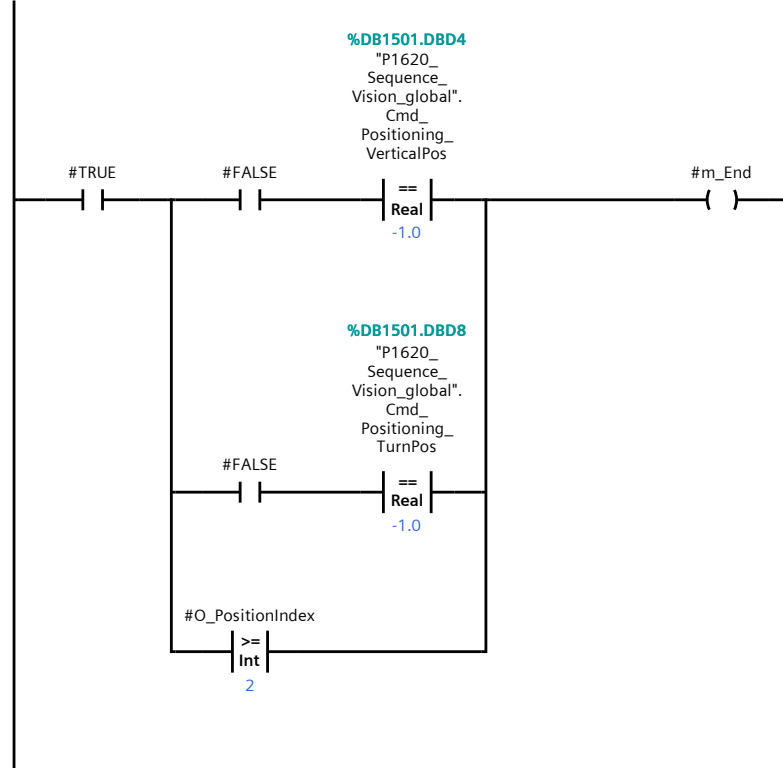 %DB1501.DBD4
"P1620_
Sequence_
Vision_global".
Cmd_
Positioning_
VerticalPos
#TRUE
#FALSE
#m_End
==
Real
-1.0
%DB1501.DBD8
"P1620_
Sequence_
Vision_global".
Cmd_
Positioning_
TurnPos
#FALSE
==
Real
-1.0
#O_PositionIndex
>=
Int
2